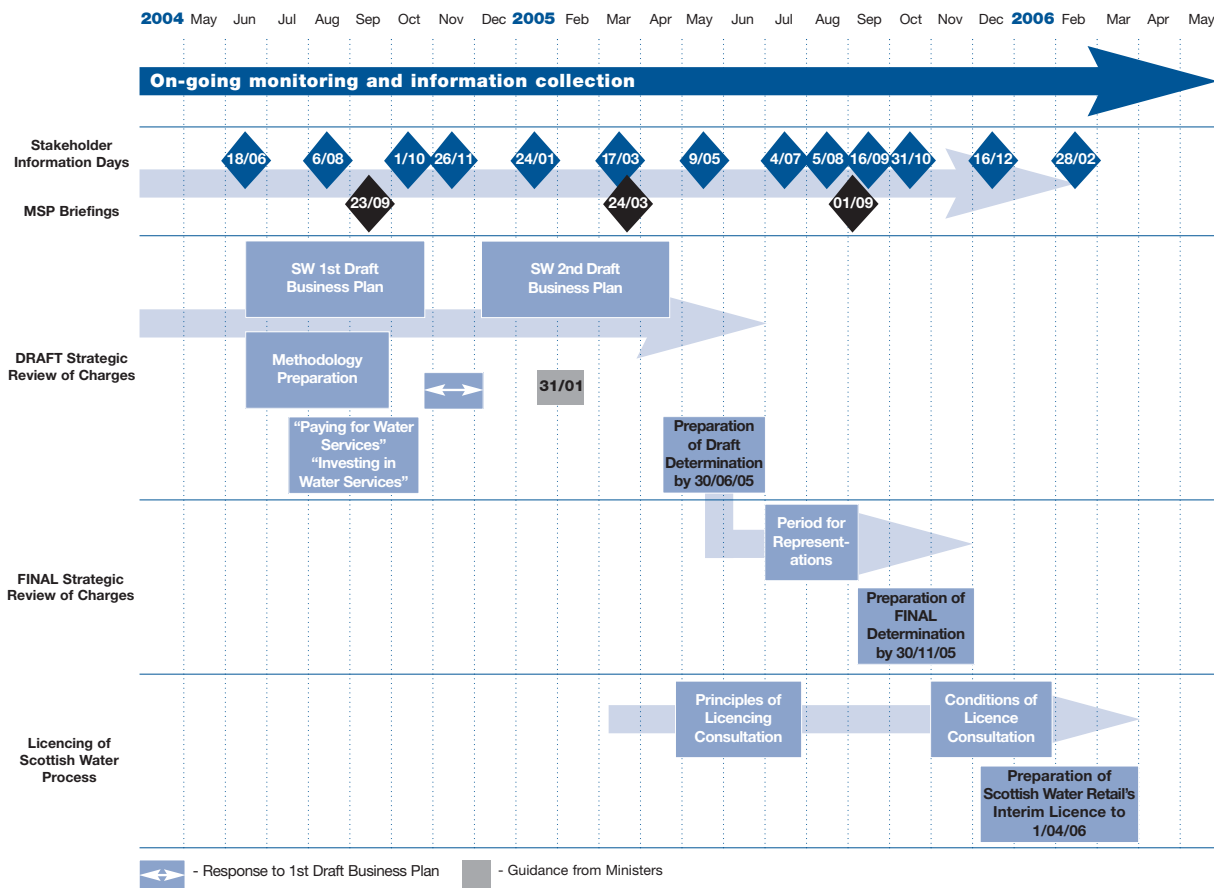 2004 May Jun Jul Aug Sep Oct Nov Dec 2005 Feb Mar Apr May Jun Jul Aug Sep Oct Nov Dec 2006 Feb Mar Apr May
On-going monitoring and information collection
Stakeholder
Information Days
18/06 6/08 1/10 26/11 24/01 17/03 9/05 4/07 5/08 16/09 31/10 16/12 28/02
MSP Briefings
23/09 24/03 01/09
DRAFT Strategic
Review of Charges
SW 1st Draft
Business Plan
SW 2nd Draft
Business Plan
Methodology
Preparation
31/01
“Paying for Water
Services”
“Investing in
Water Services”
Preparation
of Draft
Determination
by 30/06/05
FINAL Strategic
Review of Charges
Period for
Represent-
ations
Preparation of
FINAL
Determination
by 30/11/05
Licencing of
Scottish Water
Process
Principles of
Licencing
Consultation
Conditions of
Licence
Consultation
Preparation of
Scottish Water Retail’s
Interim Licence to
1/04/06
- Response to 1st Draft Business Plan
- Guidance from Ministers